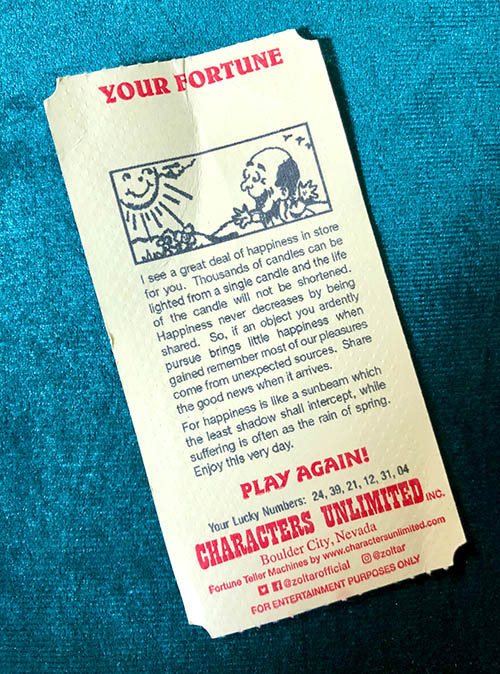 YOUR FORTUNE
I see a great deal of happiness in store
for you. Thousands of candles can be
lighted from a single candle and the life
of the candle will not be shortened.
Happiness never decreases by being
shared. So, if an object you ardently
pursue brings little happiness when
gained remember most of our pleasures
come from unexpected sources. Share
the good news when it arrives.
For happiness is like a sunbeam which
the least shadow shall intercept, while
suffering is often as the rain of spring.
Enjoy this very day.
PLAY AGAIN!
Your Lucky Numbers: 24, 39, 21, 12, 31, 04
CHARACTERS UNLIMITED INC.
Boulder City, Nevada
Fortune Teller Machines by www.charactersunlimited.com
@zoltarofficial @zoltar
FOR ENTERTAINMENT PURPOSES ONLY